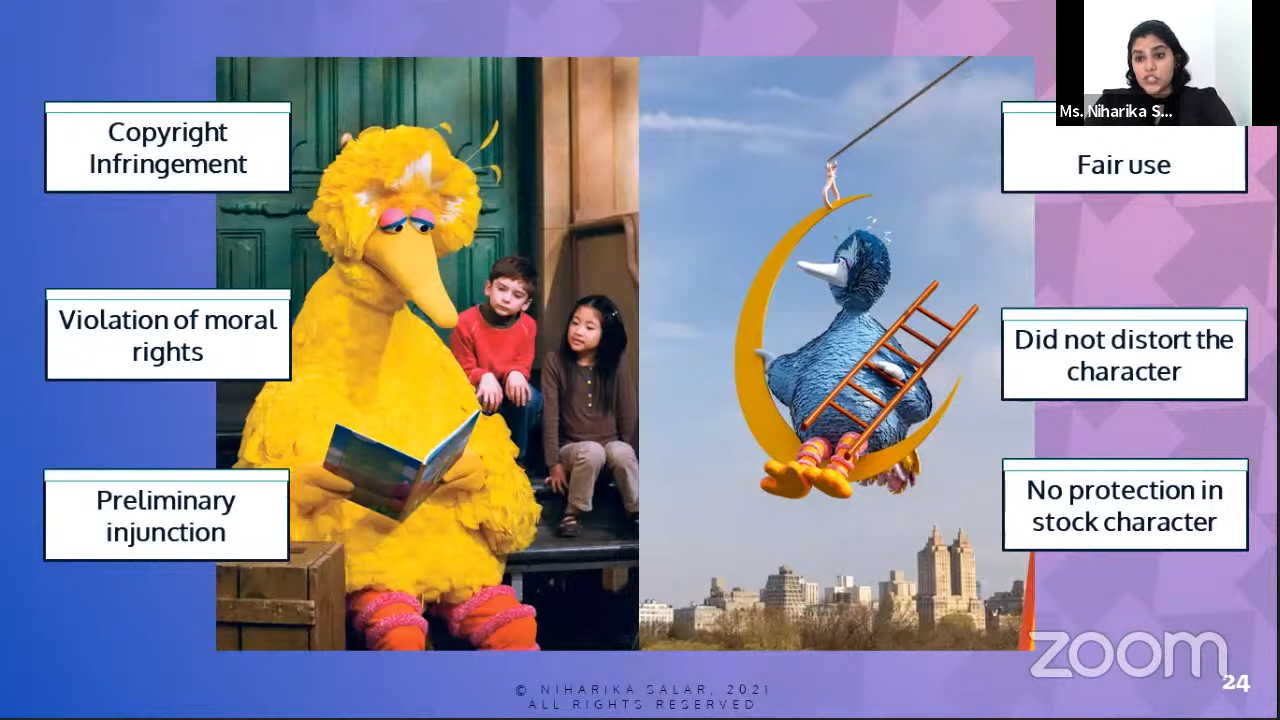 Copyright
Infringement
Violation of moral
rights
Preliminary
injunction
Ms. Niharika S...
Fair use
Did not distort the
character
No protection in
stock character
zoom
24
© NIHARIKA SALAR, 2021
ALL RIGHTS RESERVED